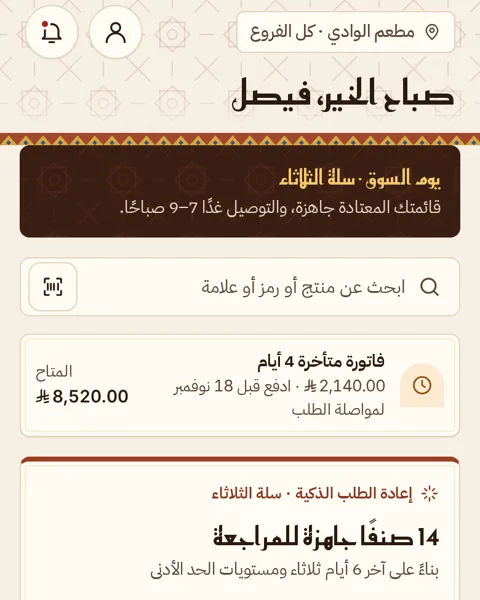 مطعم الوادي · كل الفروع
صباح الخير، فيصل
يوم السوق · سلة الثلاثاء
قائمتك المعتادة جاهزة، والتوصيل غدًا 7–9 صباحًا.
ابحث عن منتج أو رمز أو علامة
فاتورة متأخرة 4 أيام
2,140.00 ⃁ · ادفع قبل 18 نوفمبر
لمواصلة الطلب
المتاح
8,520.00 ⃁
إعادة الطلب الذكية · سلة الثلاثاء
14 صنفًا جاهزة للمراجعة
بناءً على آخر 6 أيام ثلاثاء ومستويات الحد الأدنى